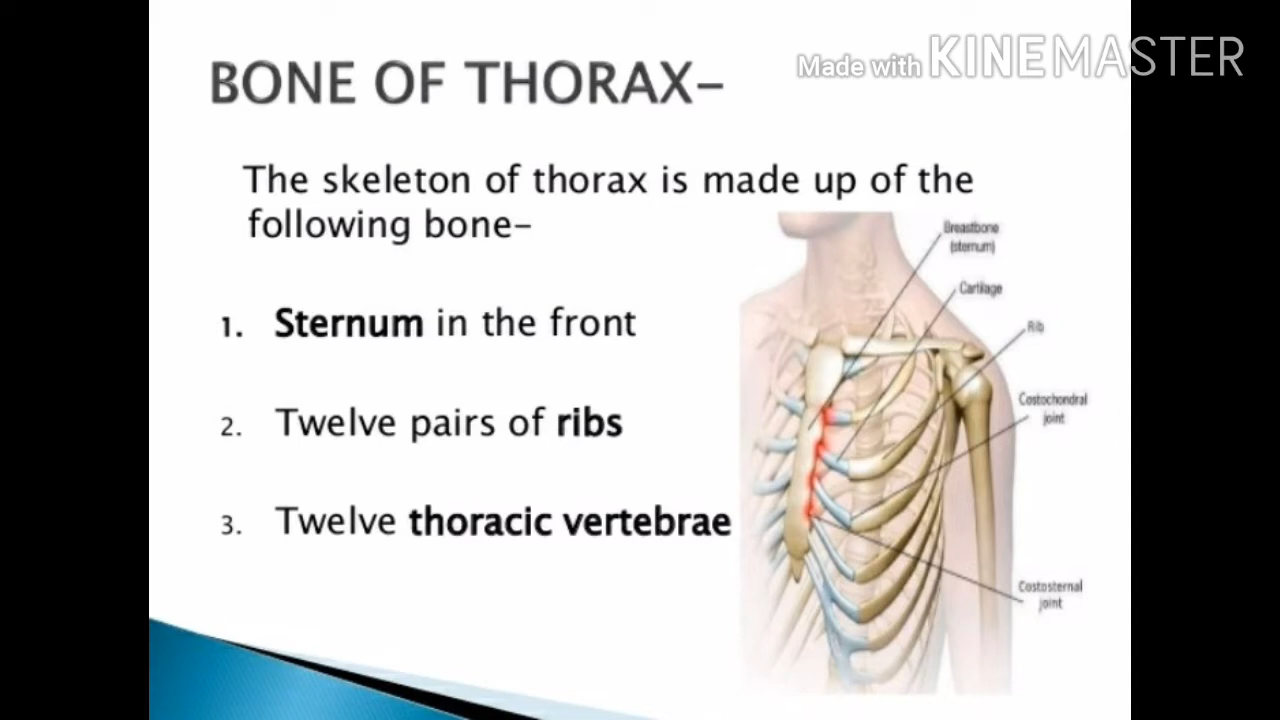 Made with KINEMASTER
BONE OF THORAX-
The skeleton of thorax is made up of the
following bone-
1. Sternum in the front
2. Twelve pairs of ribs
3. Twelve thoracic vertebrae
Breastbone
(sternum)
Cartilage
Rib
Costochondral
joint
Costosternal
joint